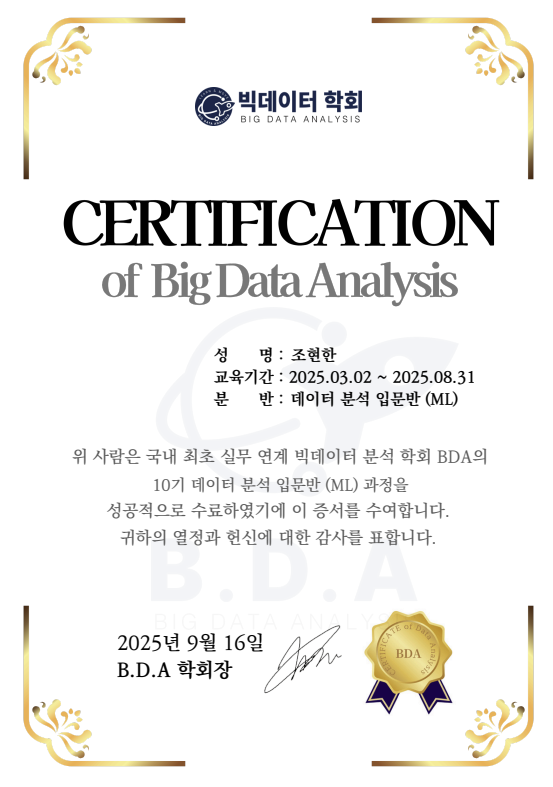 빅데이터 학회
BIG DATA ANALYSIS
CERTIFICATION
of Big Data Analysis
성 명 : 조현한
교육기간 : 2025.03.02 ~ 2025.08.31
분 반 : 데이터 분석 입문반 (ML)
위 사람은 국내 최초 실무 연계 빅데이터 분석 학회 BDA의
10기 데이터 분석 입문반 (ML) 과정을
성공적으로 수료하였기에 이 증서를 수여합니다.
귀하의 열정과 헌신에 대한 감사를 표합니다.
B.D.A
BIG DATA ANALYSIS
2025년 9월 16일
B.D.A 학회장
CERTIFICATE of Data Analysis
BDA